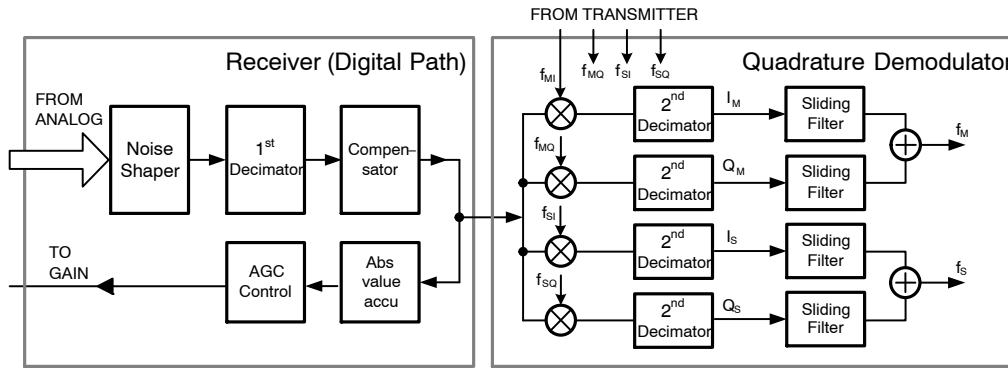 FROM TRANSMITTER
Receiver (Digital Path)
Quadrature Demodulator
fMI
fMQ
fSI
fSQ
FROM
ANALOG
Noise
Shaper
1st
Decimator
Compen–
sator
2nd
Decimator
IM
Sliding
Filter
fM
fMQ
2nd
Decimator
QM
Sliding
Filter
fSI
2nd
Decimator
IS
Sliding
Filter
fS
fSQ
2nd
Decimator
QS
Sliding
Filter
TO
GAIN
AGC
Control
Abs
value
accu